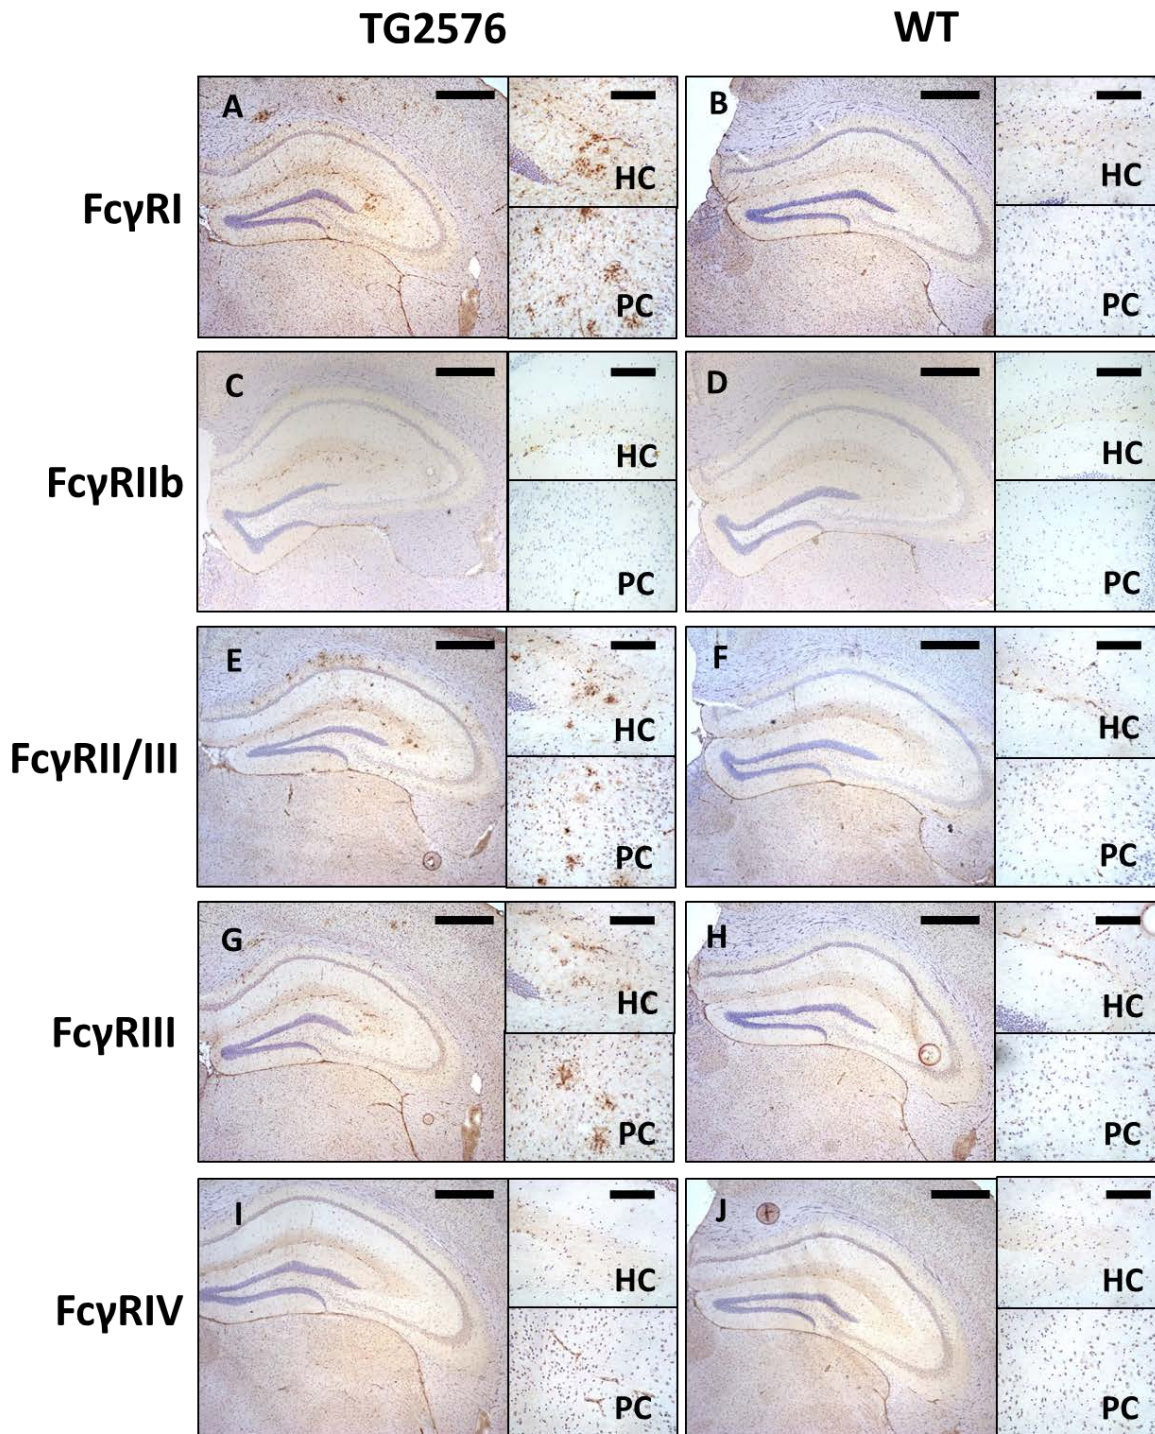 TG2576 WT
FcγRI
A
HC
PC
B
HC
PC
FcγRIIb
C
HC
PC
D
HC
PC
FcγRII/III
E
HC
PC
F
HC
PC
FcγRIII
G
HC
PC
H
HC
PC
FcγRIV
I
HC
PC
J
HC
PC